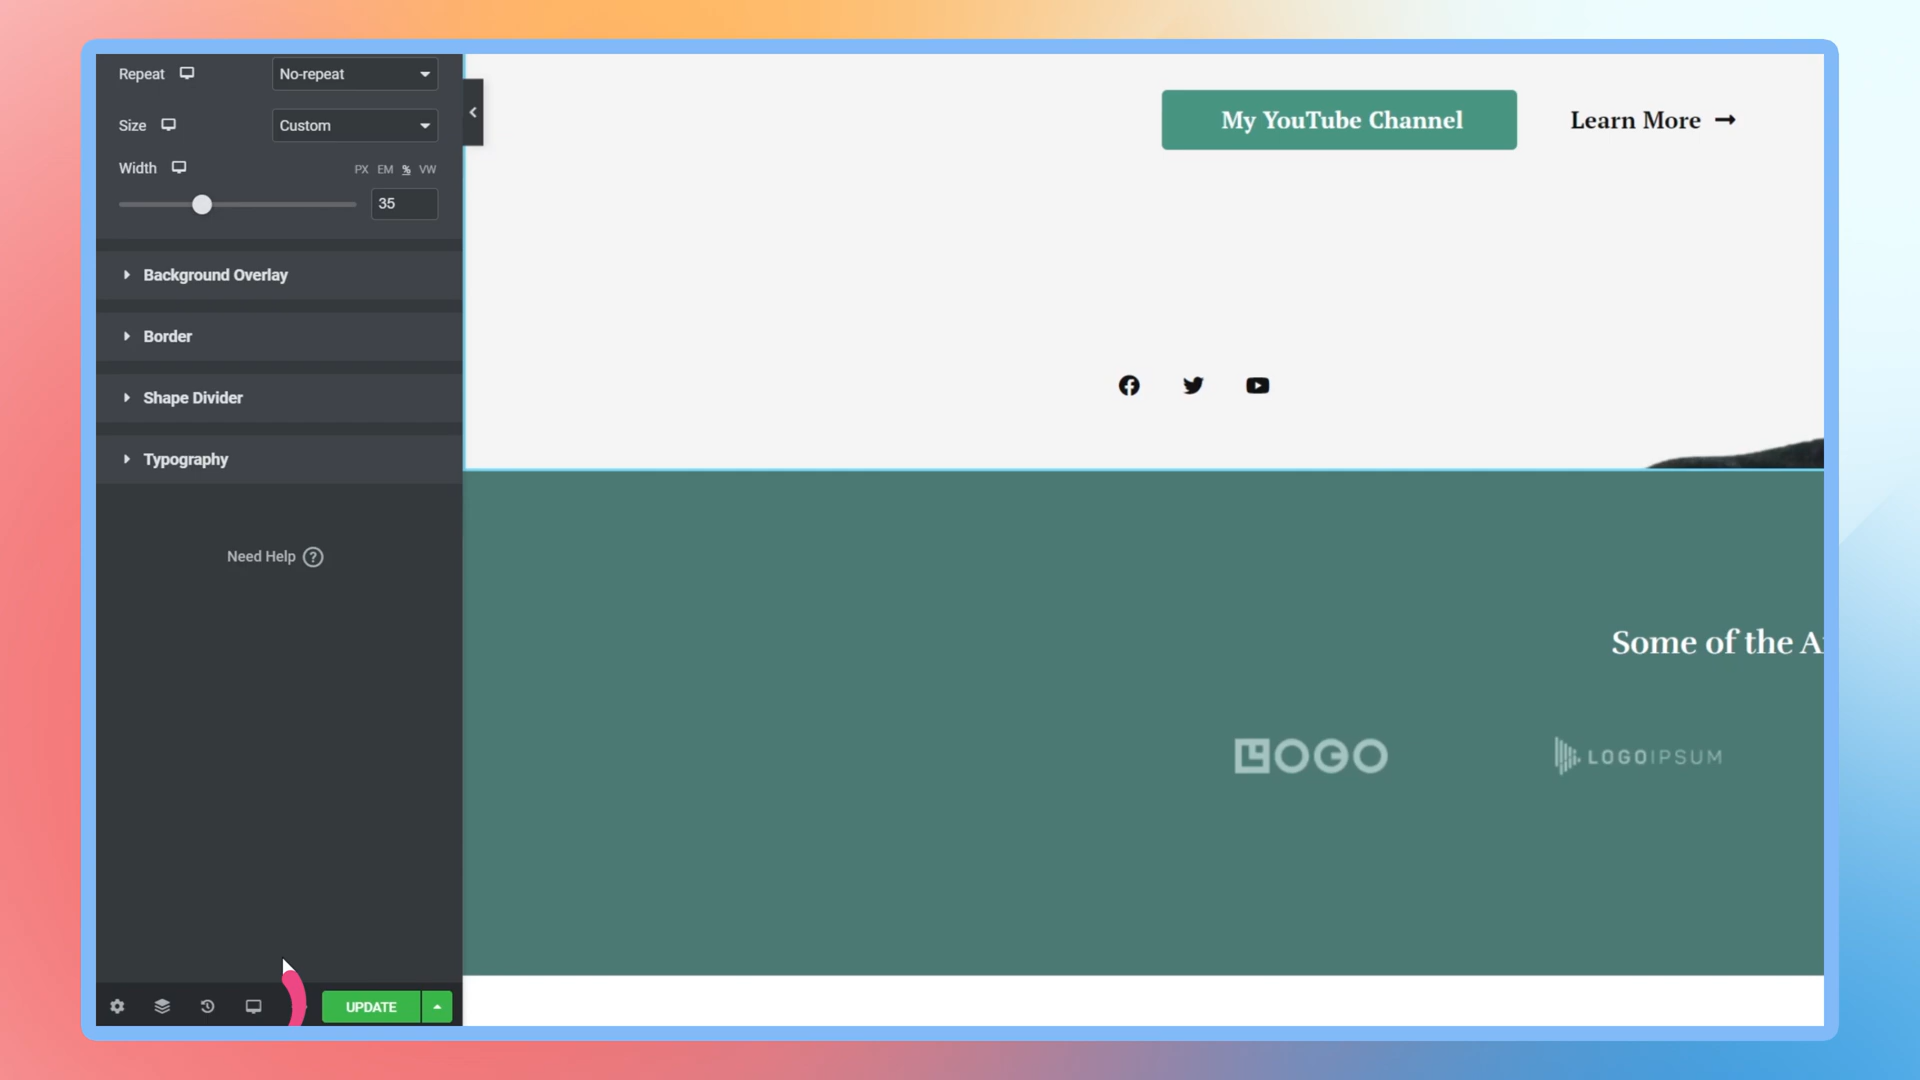 Repeat
No-repeat
Size
Custom
Width
PX EM % VW
35
Background Overlay
Border
Shape Divider
Typography
Need Help ?
UPDATE
My YouTube Channel
Learn More →
Some of the A
LOGO
LOGOIPSUM